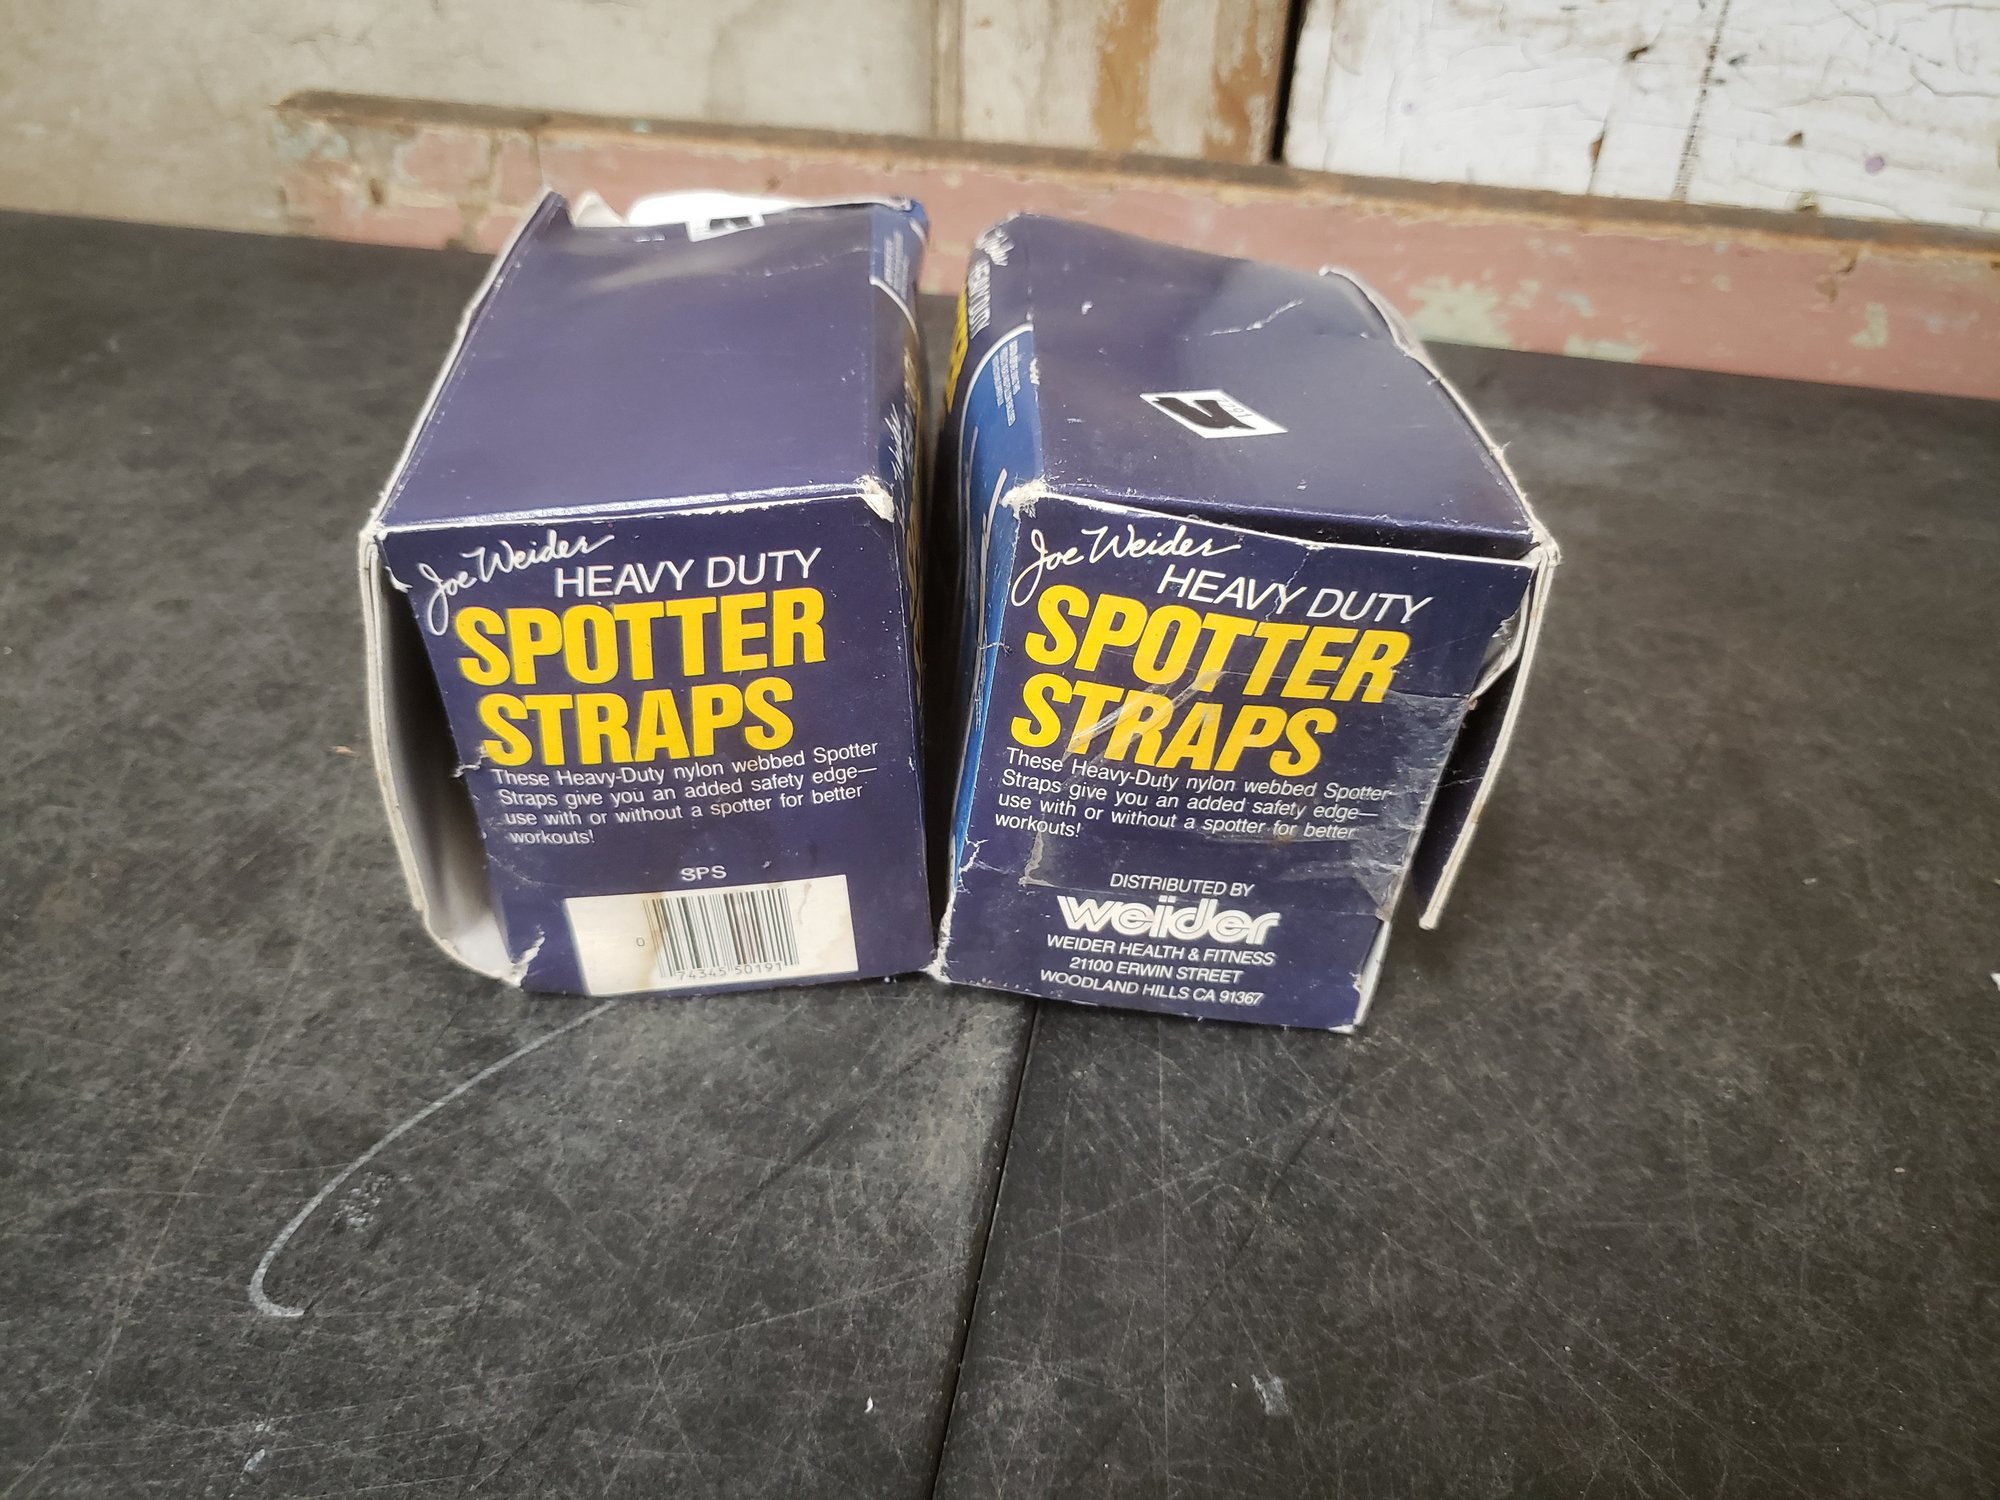 Joe Weider
HEAVY DUTY
SPOTTER
STRAPS
These Heavy-Duty nylon webbed Spotter
Straps give you an added safety edge—
use with or without a spotter for better
workouts!
SPS
0
74345 50191
Joe Weider
HEAVY DUTY
SPOTTER
STRAPS
These Heavy-Duty nylon webbed Spotter
Straps give you an added safety edge—
use with or without a spotter for better
workouts!
DISTRIBUTED BY
weider
WEIDER HEALTH & FITNESS
21100 ERWIN STREET
WOODLAND HILLS CA 91367
HEAVY DUTY